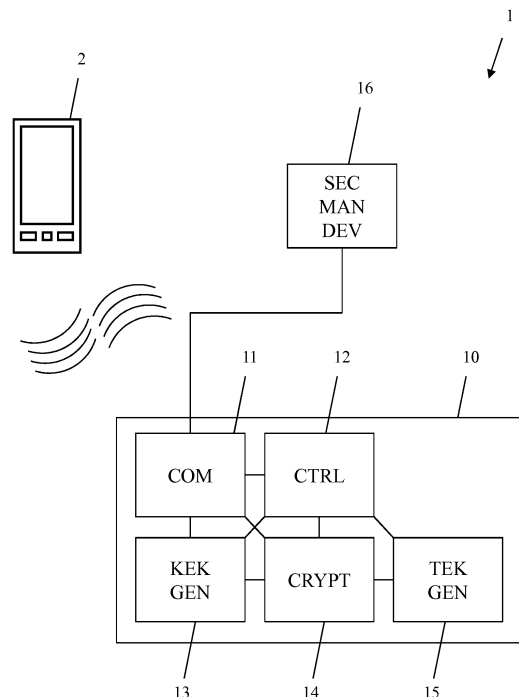 1
2
16
SEC
MAN
DEV
11
12
10
COM
CTRL
KEK
GEN
CRYPT
TEK
GEN
13
14
15